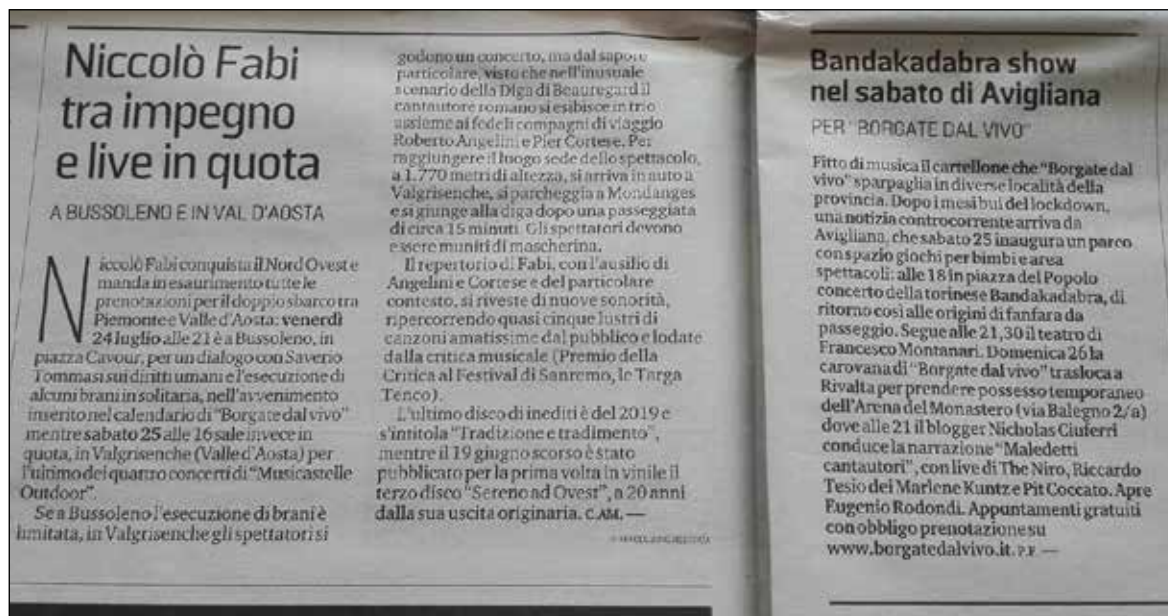 Niccolò Fabi
tra impegno
e live in quota
A BUSSOLENO E IN VAL D'AOSTA
Niccolò Fabi conquista il Nord Ovest e
manda in esaurimento tutte le
prenotazioni per il doppio sbarco tra
Piemonte e Valle d'Aosta: venerdì
24 luglio alle 21 è a Bussoleno, in
piazza Cavour, per un dialogo con Saverio
Tommasi sui diritti umani e l'esecuzione di
alcuni brani in solitaria, nell'avvenimento
inserito nel calendario di "Borgate dal vivo"
mentre sabato 25 alle 16 sale invece in
quota, in Valgrisenche (Valle d'Aosta) per
l'ultimo dei quattro concerti di "Musicastelle
Outdoor".
Se a Bussoleno l'esecuzione di brani è
limitata, in Valgrisenche gli spettatori si
godono un concerto, ma dal sapore
particolare, visto che nell'inusuale
scenario della Diga di Beauregard il
cantautore romano si esibisce in trio
assieme ai fedeli compagni di viaggio
Roberto Angelini e Pier Cortese. Per
raggiungere il luogo sede dello spettacolo,
a 1.770 metri di altezza, si arriva in auto a
Valgrisenche, si parcheggia a Mondanges
e si giunge alla diga dopo una passeggiata
di circa 15 minuti. Gli spettatori devono
essere muniti di mascherina.
Il repertorio di Fabi, con l'ausilio di
Angelini e Cortese e del particolare
contesto, si riveste di nuove sonorità,
ripercorrendo quasi cinque lustri di
canzoni amatissime dal pubblico e lodate
dalla critica musicale (Premio della
Critica al Festival di Sanremo, le Targa
Tenco).
L'ultimo disco di inediti è del 2019 e
s'intitola "Tradizione e tradimento",
mentre il 19 giugno scorso è stato
pubblicato per la prima volta in vinile il
terzo disco "Sereno ad Ovest", a 20 anni
dalla sua uscita originaria. C.AM. —
Bandakadabra show
nel sabato di Avigliana
PER "BORGATE DAL VIVO"
Fitto di musica il cartellone che "Borgate dal
vivo" sparpaglia in diverse località della
provincia. Dopo i mesi bui del lockdown,
una notizia controcorrente arriva da
Avigliana, che sabato 25 inaugura un parco
con spazio giochi per bimbi e area
spettacoli: alle 18 in piazza del Popolo
concerto della torinese Bandakadabra, di
ritorno così alle origini di fanfara da
passeggio. Segue alle 21,30 il teatro di
Francesco Montanari. Domenica 26 la
carovana di "Borgate dal vivo" trasloca a
Rivalta per prendere possesso temporaneo
dell'Arena del Monastero (via Balegno 2/a)
dove alle 21 il blogger Nicholas Ciuferri
conduce la narrazione "Maledetti
cantautori", con live di The Niro, Riccardo
Tesio dei Marlene Kuntz e Pit Coccato. Apre
Eugenio Rodondi. Appuntamenti gratuiti
con obbligo prenotazione su
www.borgatedalvivo.it. P.F. —